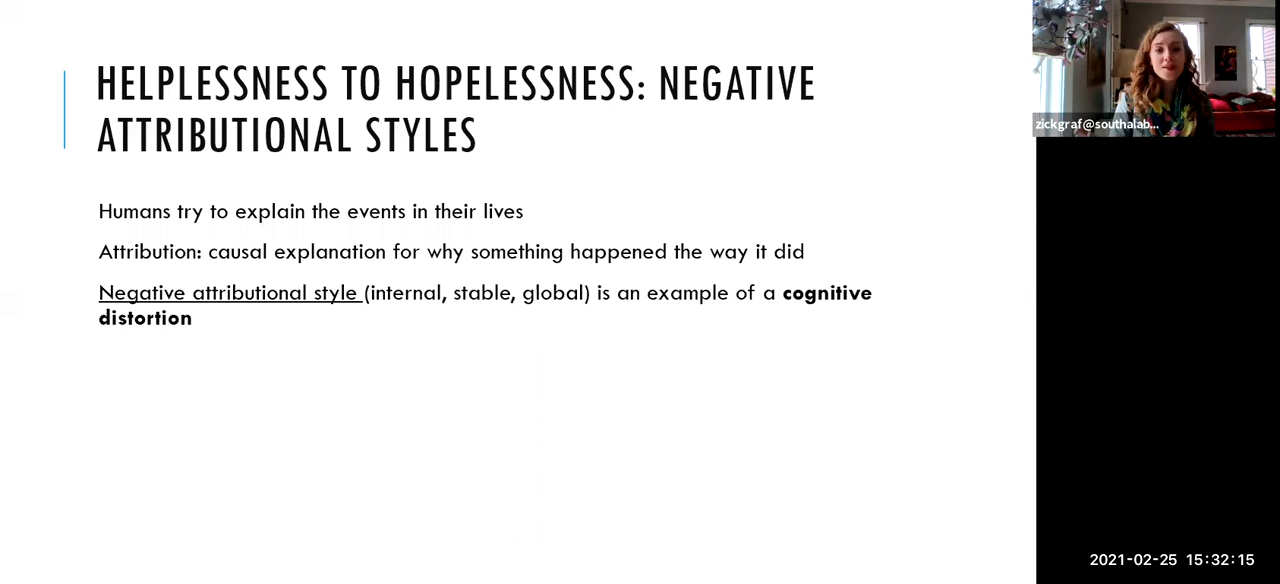 HELPLESSNESS TO HOPELESSNESS: NEGATIVE
ATTRIBUTIONAL STYLES
Humans try to explain the events in their lives
Attribution: causal explanation for why something happened the way it did
Negative attributional style (internal, stable, global) is an example of a cognitive
distortion
zickgraf@southalab...
2021-02-25 15:32:15